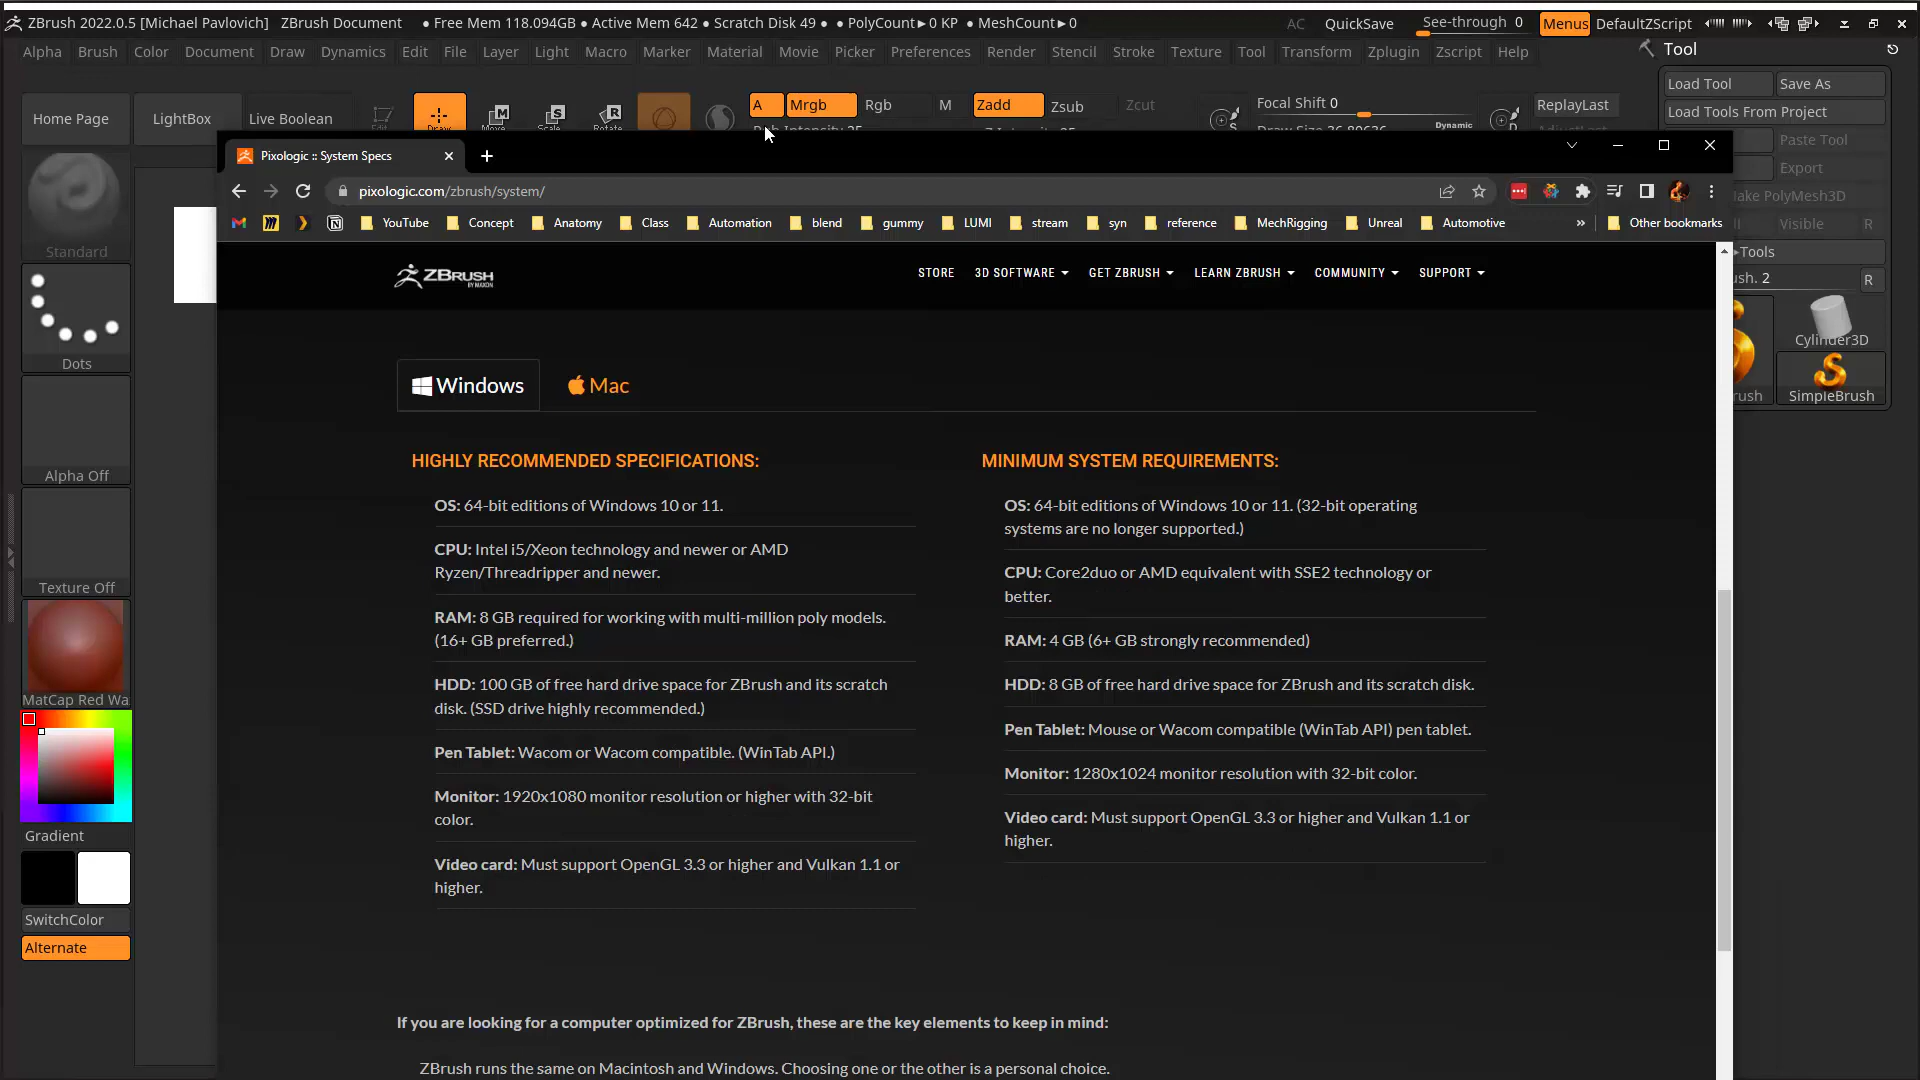 ZBrush 2022.0.5 [Michael Pavlovich] ZBrush Document • Free Mem 118.094GB • Active Mem 642 • Scratch Disk 49 • PolyCount ▸ 0 KP • MeshCount ▸ 0 AC QuickSave See-through 0 Menus DefaultZScript
Alpha Brush Color Document Draw Dynamics Edit File Layer Light Macro Marker Material Movie Picker Preferences Render Stencil Stroke Texture Tool Transform Zplugin Zscript Help
Tool
Load Tool Save As
Load Tools From Project
Paste Tool
Export
Make PolyMesh3D
Visible R
Tools
R
Cylinder3D
SimpleBrush
Home Page LightBox Live Boolean Edit Draw Move Scale Rotate A Mrgb Rgb M Zadd Zsub Zcut Focal Shift 0 Dynamic ReplayLast
Standard
Dots
Alpha Off
Texture Off
MatCap Red Wa
Gradient
SwitchColor
Alternate
Pixologic :: System Specs
pixologic.com/zbrush/system/
YouTube Concept Anatomy Class Automation blend gummy LUMI stream syn reference MechRigging Unreal Automotive » Other bookmarks
ZBRUSH
BY MAXON
STORE 3D SOFTWARE GET ZBRUSH LEARN ZBRUSH COMMUNITY SUPPORT
Windows Mac
HIGHLY RECOMMENDED SPECIFICATIONS:
OS: 64-bit editions of Windows 10 or 11.
CPU: Intel i5/Xeon technology and newer or AMD
Ryzen/Threadripper and newer.
RAM: 8 GB required for working with multi-million poly models.
(16+ GB preferred.)
HDD: 100 GB of free hard drive space for ZBrush and its scratch
disk. (SSD drive highly recommended.)
Pen Tablet: Wacom or Wacom compatible. (WinTab API.)
Monitor: 1920x1080 monitor resolution or higher with 32-bit
color.
Video card: Must support OpenGL 3.3 or higher and Vulkan 1.1 or
higher.
MINIMUM SYSTEM REQUIREMENTS:
OS: 64-bit editions of Windows 10 or 11. (32-bit operating
systems are no longer supported.)
CPU: Core2duo or AMD equivalent with SSE2 technology or
better.
RAM: 4 GB (6+ GB strongly recommended)
HDD: 8 GB of free hard drive space for ZBrush and its scratch disk.
Pen Tablet: Mouse or Wacom compatible (WinTab API) pen tablet.
Monitor: 1280x1024 monitor resolution with 32-bit color.
Video card: Must support OpenGL 3.3 or higher and Vulkan 1.1 or
higher.
If you are looking for a computer optimized for ZBrush, these are the key elements to keep in mind:
ZBrush runs the same on Macintosh and Windows. Choosing one or the other is a personal choice.